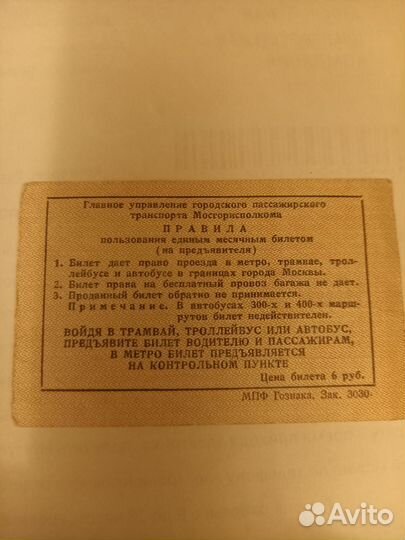 Главное управление городского пассажирского
транспорта Мосгорисполкома
ПРАВИЛА
пользования единым месячным билетом
(на предъявителя)
1. Билет дает право проезда в метро, трамвае, трол-
лейбусе и автобусе в границах города Москвы.
2. Билет права на бесплатный провоз багажа не дает.
3. Проданный билет обратно не принимается.
Примечание. В автобусах 300-х и 400-х марш-
рутов билет недействителен.
ВОЙДЯ В ТРАМВАЙ, ТРОЛЛЕЙБУС ИЛИ АВТОБУС,
ПРЕДЪЯВИТЕ БИЛЕТ ВОДИТЕЛЮ И ПАССАЖИРАМ,
В МЕТРО БИЛЕТ ПРЕДЪЯВЛЯЕТСЯ
НА КОНТРОЛЬНОМ ПУНКТЕ
Цена билета 6 руб.
МПФ Гознака. Зак. 3030-
Avito